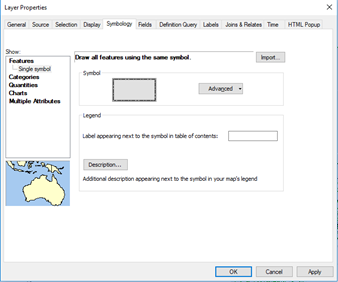 Layer Properties
General Source Selection Display Symbology Fields Definition Query Labels Joins & Relates Time HTML Popup
Show:
Features
Single symbol
Categories
Quantities
Charts
Multiple Attributes
Draw all features using the same symbol.
Import...
Symbol
Advanced
Legend
Label appearing next to the symbol in table of contents:
Description...
Additional description appearing next to the symbol in your map's legend
OK Cancel Apply